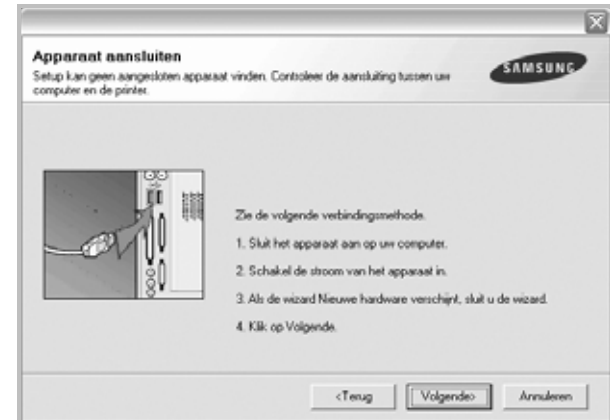 Apparaat aansluiten
Setup kan geen aangesloten apparaat vinden. Controleer de aansluiting tussen uw
computer en de printer.
SAMSUNG
Zie de volgende verbindingsmethode.
1. Sluit het apparaat aan op uw computer.
2. Schakel de stroom van het apparaat in.
3. Als de wizard Nieuwe hardware verschijnt, sluit u de wizard.
4. Klik op Volgende.
<Terug
Volgende>
Annuleren